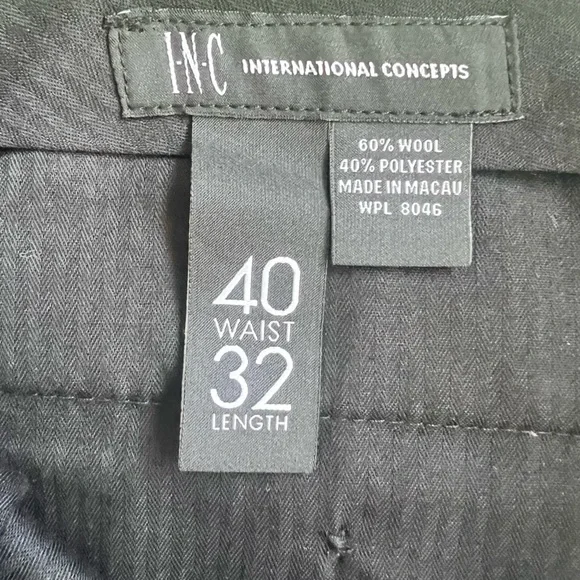 I·N·C INTERNATIONAL CONCEPTS
60% WOOL
40% POLYESTER
MADE IN MACAU
WPL 8046
40
WAIST
32
LENGTH